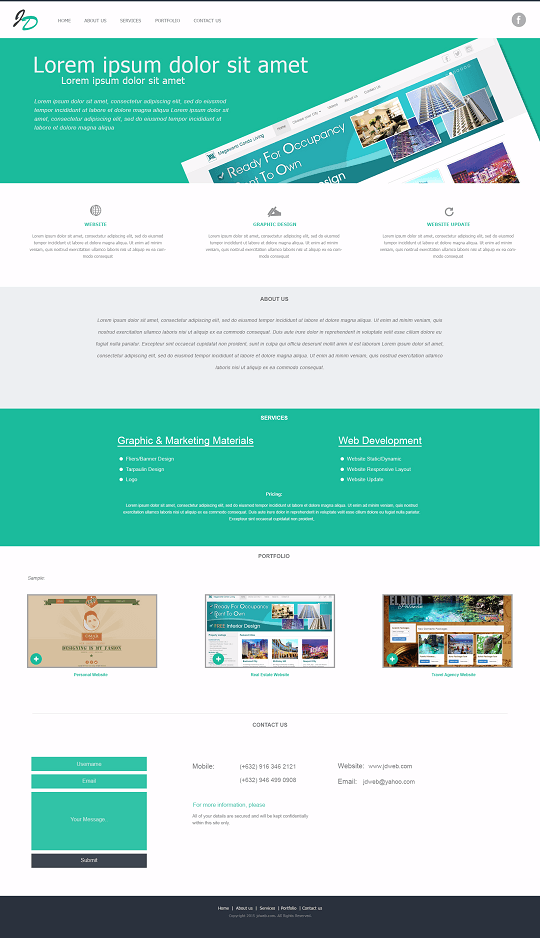 JD
HOME ABOUT US SERVICES PORTFOLIO CONTACT US
f
Lorem ipsum dolor sit amet
Lorem ipsum dolor sit amet
Lorem ipsum dolor sit amet, consectetur adipiscing elit, sed do eiusmod
tempor incididunt ut labore et dolore magna aliqua Lorem ipsum dolor sit
amet, consectetur adipiscing elit, sed do eiusmod tempor incididunt ut
labore et dolore magna aliqua
Megaworld Condo Living
Home
About Us
Contact Us
Ready For Occupancy
Rent To Own
WEBSITE
Lorem ipsum dolor sit amet, consectetur adipiscing elit, sed do eiusmod
tempor incididunt ut labore et dolore magna aliqua. Ut enim ad minim
veniam, quis nostrud exercitation ullamco laboris nisi ut aliquip ex ea com-
modo consquat
GRAPHIC DESIGN
Lorem ipsum dolor sit amet, consectetur adipiscing elit, sed do eiusmod
tempor incididunt ut labore et dolore magna aliqua. Ut enim ad minim
veniam, quis nostrud exercitation ullamco laboris nisi ut aliquip ex ea com-
modo consquat
WEBSITE UPDATE
Lorem ipsum dolor sit amet, consectetur adipiscing elit, sed do eiusmod
tempor incididunt ut labore et dolore magna aliqua. Ut enim ad minim
veniam, quis nostrud exercitation ullamco laboris nisi ut aliquip ex ea com-
modo consquat
ABOUT US
Lorem ipsum dolor sit amet, consectetur adipiscing elit, sed do eiusmod tempor incididunt ut labore et dolore magna aliqua. Ut enim ad minim veniam, quis
nostrud exercitation ullamco laboris nisi ut aliquip ex ea commodo consequat. Duis aute irure dolor in reprehenderit in voluptate velit esse cillum dolore eu
fugiat nulla pariatur. Excepteur sint occaecat cupidatat non proident, sunt in culpa qui officia deserunt mollit anim id est laborum Lorem ipsum dolor sit amet,
consectetur adipiscing elit, sed do eiusmod tempor incididunt ut labore et dolore magna aliqua. Ut enim ad minim veniam, quis nostrud exercitation ullamco
laboris nisi ut aliquip ex ea commodo consequat.
SERVICES
Graphic & Marketing Materials
Fliers/Banner Design
Tarpaulin Design
Logo
Web Development
Website Static/Dynamic
Website Responsive Layout
Website Update
Pricing:
Lorem ipsum dolor sit amet, consectetur adipiscing elit, sed do eiusmod tempor incididunt ut labore et dolore magna aliqua. Ut enim ad minim veniam, quis nostrud exercitation
ullamco laboris nisi ut aliquip ex ea commodo consequat. Duis aute irure dolor in reprehenderit in voluptate velit esse cillum dolore eu fugiat nulla pariatur.
Excepteur sint occaecat cupidatat non proident,
PORTFOLIO
Sample:
DESIGNING IS MY FASION
Personal Website
Ready For Occupancy
Rent To Own
FREE Interior Design
Real Estate Website
EL NIDO
Travel Agency Website
CONTACT US
Username
Email
Your Message
Submit
Mobile: (+632) 915 345 2121
(+632) 946 499 0908
For more information, please
All of your details are secured and will be kept confidentially
within this site only.
Website: www.jdweb.com
Email: jdweb@yahoo.com
Home | About us | Services | Portfolio | Contact us